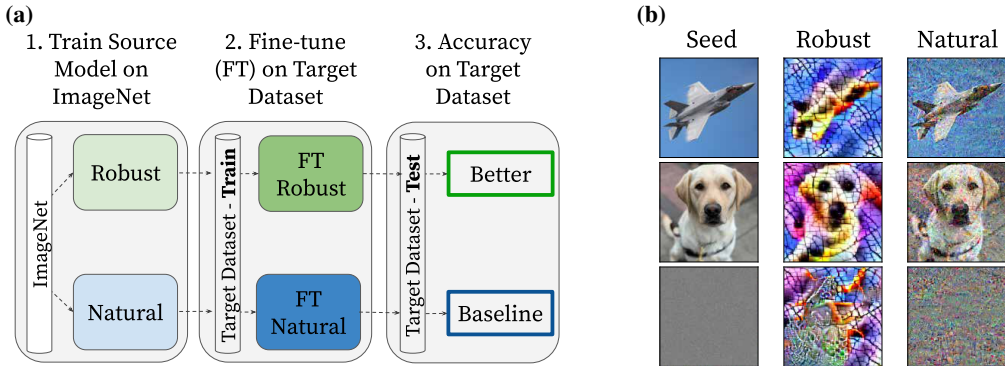 (a)
1. Train Source
Model on
ImageNet
2. Fine-tune
(FT) on Target
Dataset
3. Accuracy
on Target
Dataset
ImageNet
Robust
Natural
Target Dataset - Train
FT
Robust
FT
Natural
Target Dataset - Test
Better
Baseline
(b)
Seed
Robust
Natural